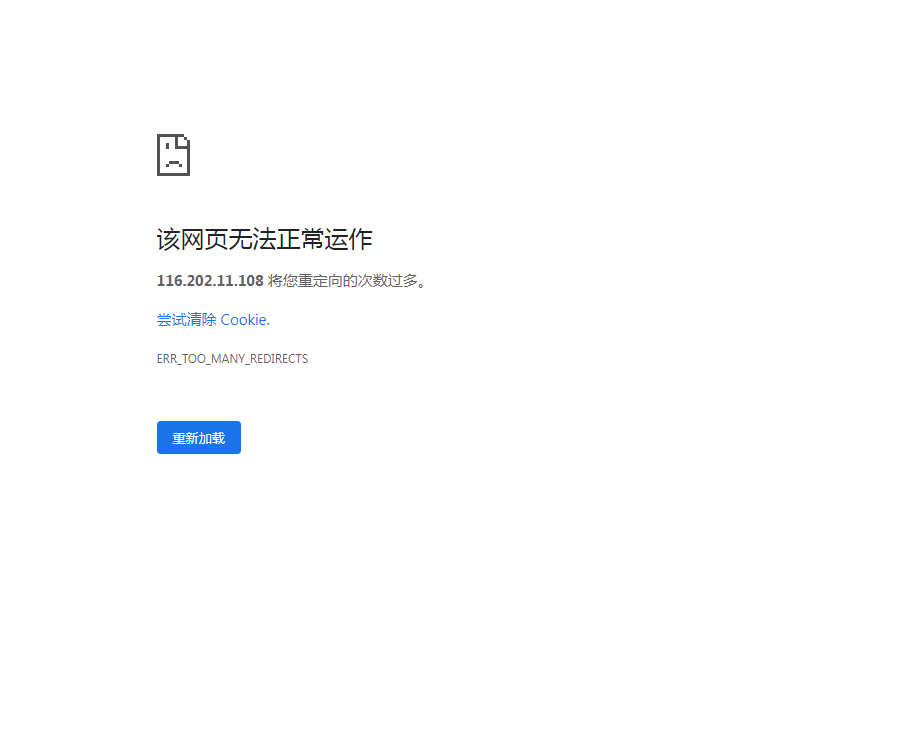 该网页无法正常运作
116.202.11.108 将您重定向的次数过多。
尝试清除 Cookie.
ERR_TOO_MANY_REDIRECTS
重新加载